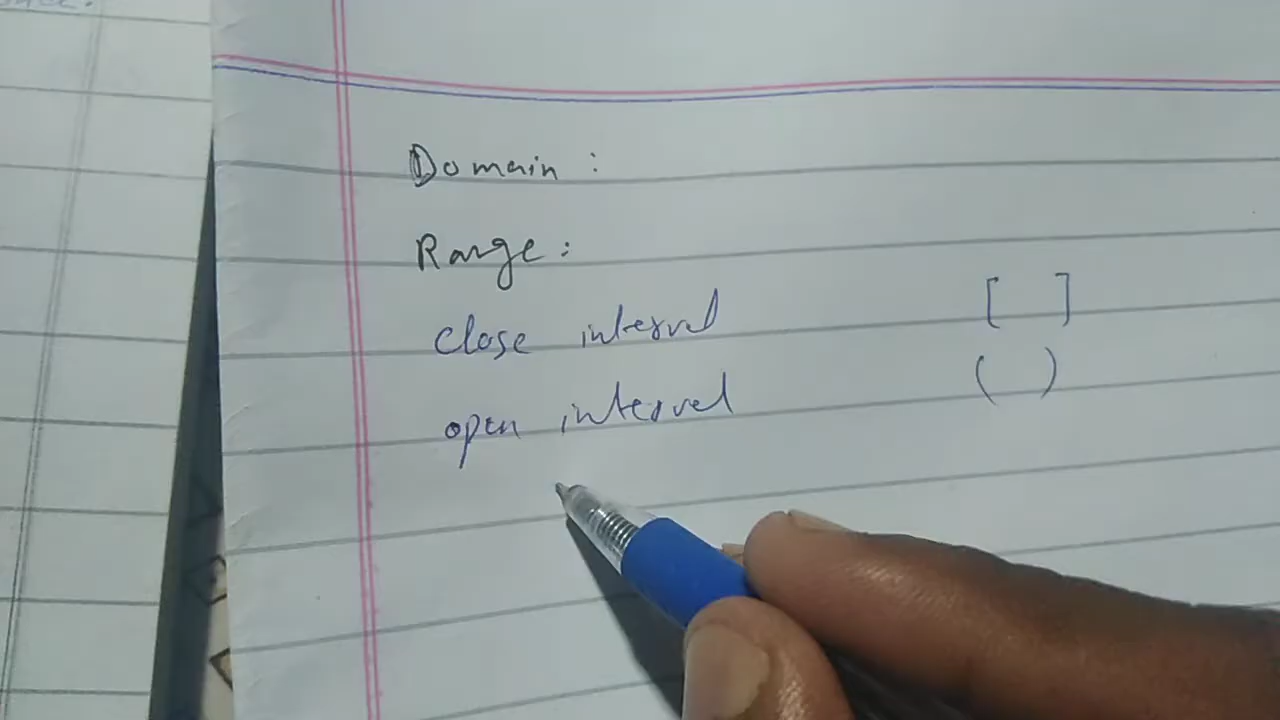 Domain :
Range :
close interval [ ]
open interval ( )